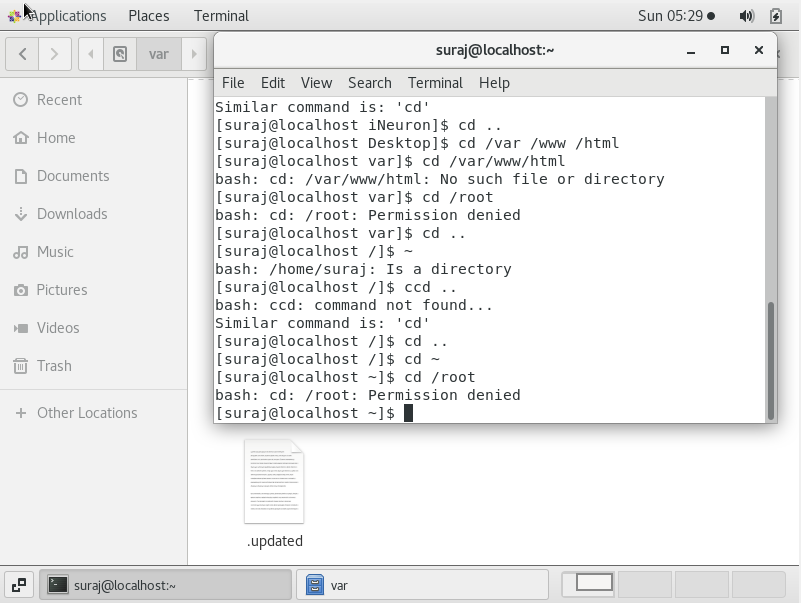 Applications Places Terminal Sun 05:29
var
suraj@localhost:~
File Edit View Search Terminal Help
Recent
Home
Documents
Downloads
Music
Pictures
Videos
Trash
Other Locations
Similar command is: 'cd'
[suraj@localhost iNeuron]$ cd ..
[suraj@localhost Desktop]$ cd /var /www /html
[suraj@localhost var]$ cd /var/www/html
bash: cd: /var/www/html: No such file or directory
[suraj@localhost var]$ cd /root
bash: cd: /root: Permission denied
[suraj@localhost var]$ cd ..
[suraj@localhost /]$ ~
bash: /home/suraj: Is a directory
[suraj@localhost /]$ ccd ..
bash: ccd: command not found...
Similar command is: 'cd'
[suraj@localhost /]$ cd ..
[suraj@localhost /]$ cd ~
[suraj@localhost ~]$ cd /root
bash: cd: /root: Permission denied
[suraj@localhost ~]$
.updated
suraj@localhost:~ var